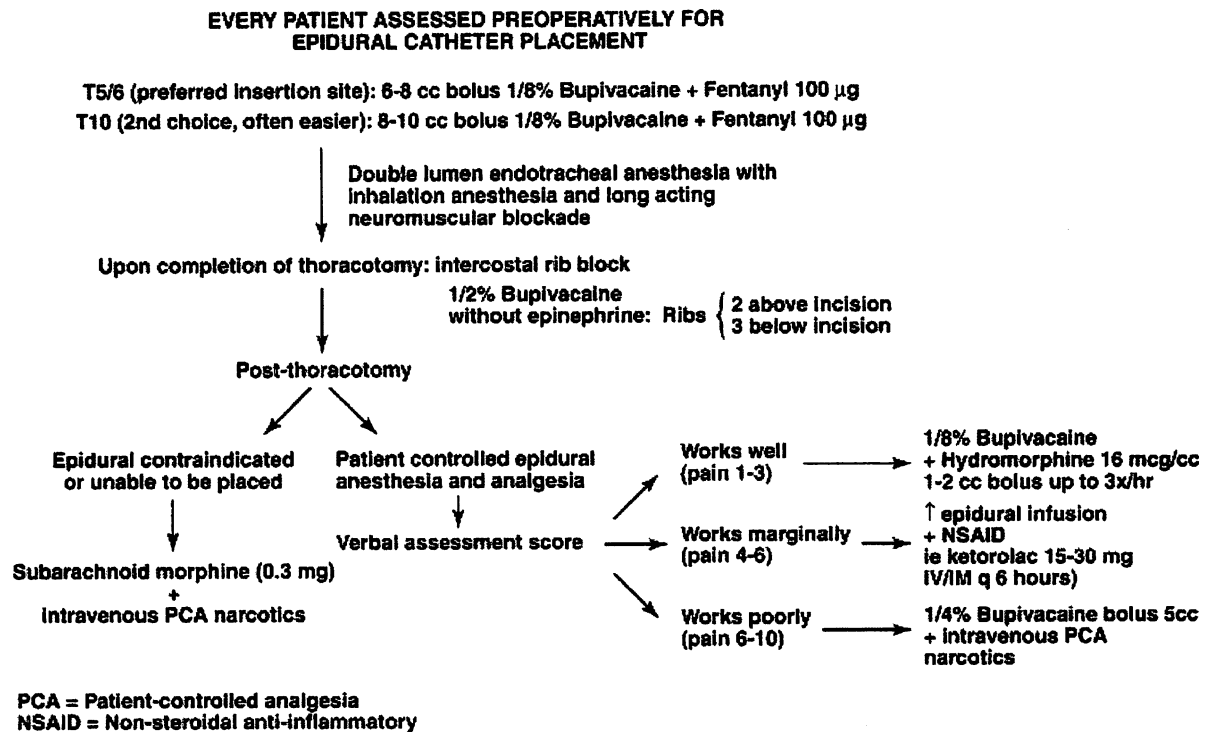 EVERY PATIENT ASSESSED PREOPERATIVELY FOR
EPIDURAL CATHETER PLACEMENT
T5/6 (preferred insertion site): 6-8 cc bolus 1/8% Bupivacaine + Fentanyl 100 µg
T10 (2nd choice, often easier): 8-10 cc bolus 1/8% Bupivacaine + Fentanyl 100 µg
Double lumen endotracheal anesthesia with
inhalation anesthesia and long acting
neuromuscular blockade
Upon completion of thoracotomy: intercostal rib block
1/2% Bupivacaine
without epinephrine: Ribs
2 above incision
3 below incision
Post-thoracotomy
Epidural contraindicated
or unable to be placed
Subarachnoid morphine (0.3 mg)
+
Intravenous PCA narcotics
Patient controlled epidural
anesthesia and analgesia
Verbal assessment score
Works well
(pain 1-3)
1/8% Bupivacaine
+ Hydromorphine 16 mcg/cc
1-2 cc bolus up to 3x/hr
Works marginally
(pain 4-6)
↑ epidural infusion
+ NSAID
ie ketorolac 15-30 mg
IV/IM q 6 hours)
Works poorly
(pain 6-10)
1/4% Bupivacaine bolus 5cc
+ intravenous PCA
narcotics
PCA = Patient-controlled analgesia
NSAID = Non-steroidal anti-inflammatory